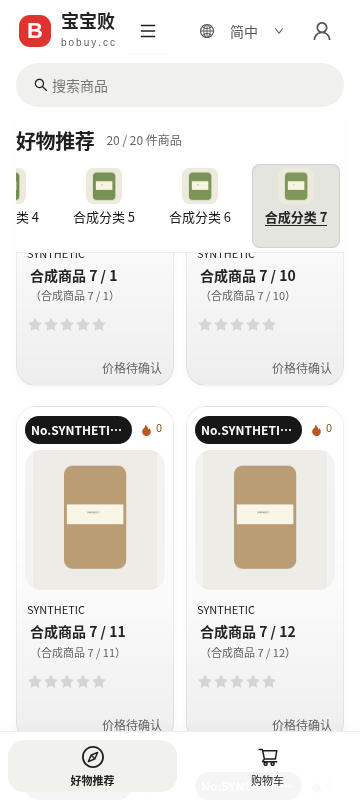 B 宝宝败
bobuy.cc
简中
搜索商品
好物推荐 20 / 20 件商品
类 4 合成分类 5 合成分类 6 合成分类 7
SYNTHETIC SYNTHETIC
合成商品 7 / 1 合成商品 7 / 10
（合成商品 7 / 1） （合成商品 7 / 10）
价格待确认 价格待确认
No.SYNTHETI… 0 No.SYNTHETI… 0
SYNTHETIC SYNTHETIC
合成商品 7 / 11 合成商品 7 / 12
（合成商品 7 / 11） （合成商品 7 / 12）
价格待确认 价格待确认
No.SYNTHETI…
好物推荐 购物车